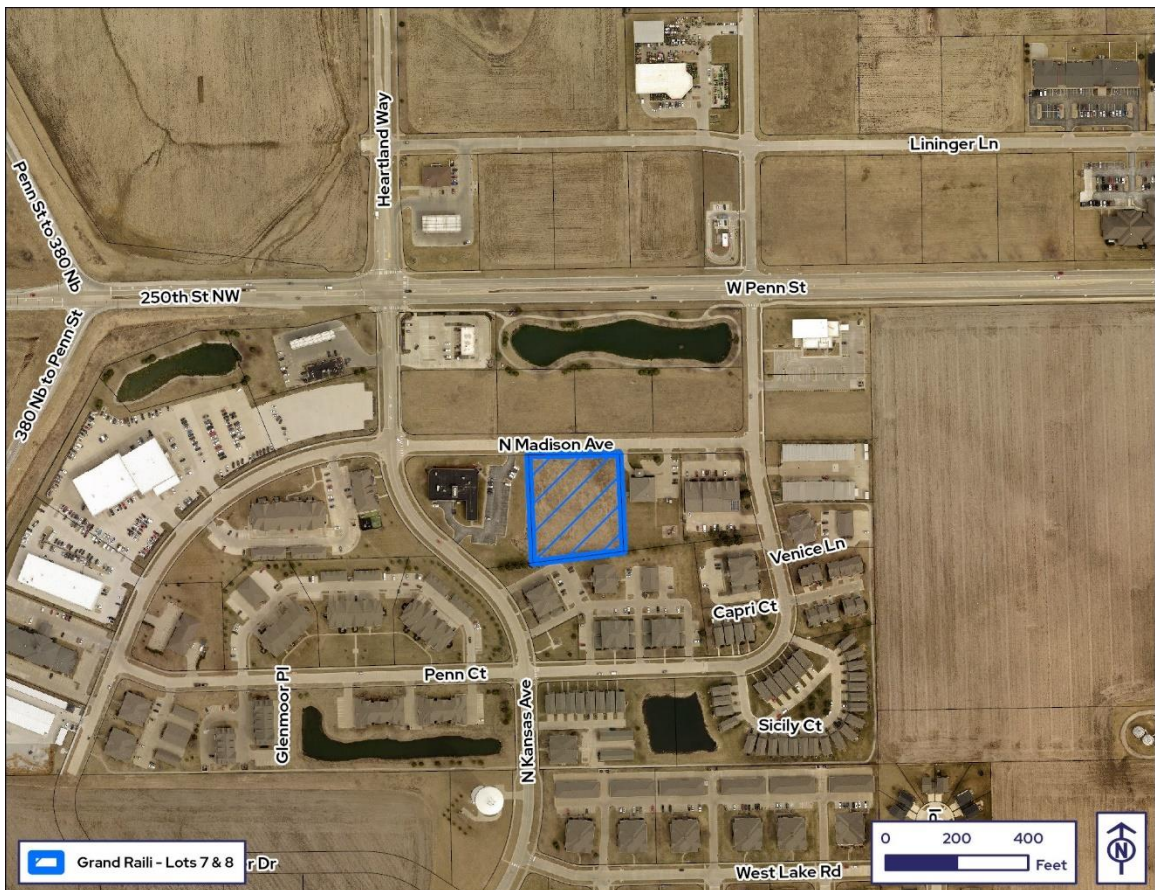 Heartland Way
Lininger Ln
Penn St to 380 Nb
250th St NW
W Penn St
380 Nb to Penn St
N Madison Ave
Venice Ln
Capri Ct
Penn Ct
Glenmoor Pl
N Kansas Ave
Sicily Ct
Pl
Grand Raili - Lots 7 & 8
r Dr
West Lake Rd
0 200 400
Feet
N